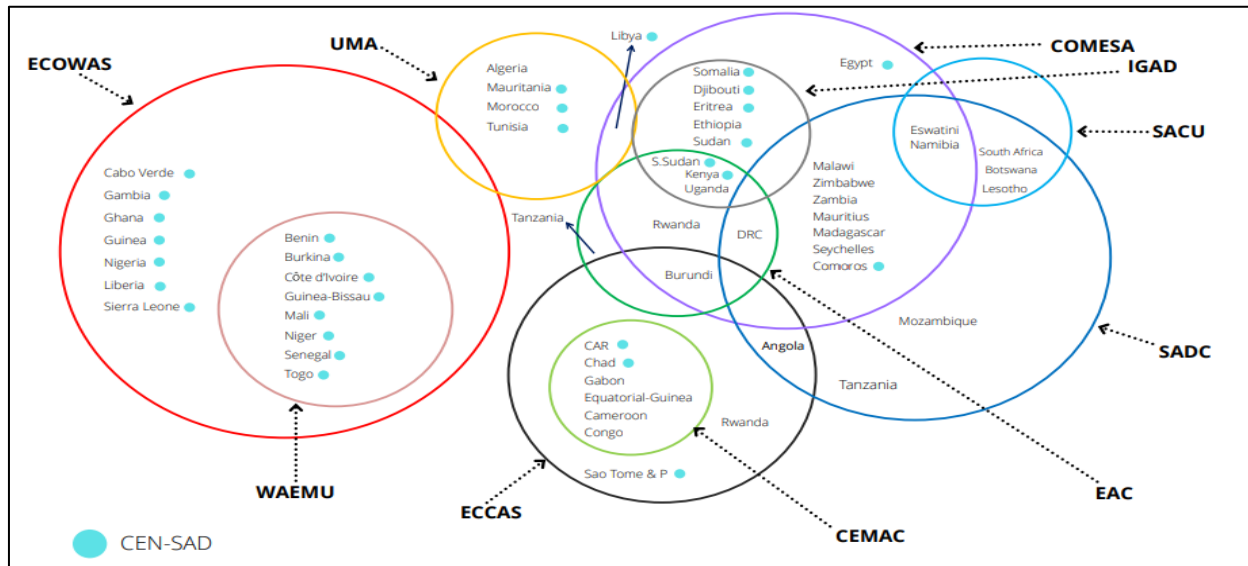 ECOWAS
UMA
Libya
COMESA
IGAD
SACU
Algeria
Mauritania
Morocco
Tunisia
Somalia
Djibouti
Eritrea
Ethiopia
Sudan
Egypt
Eswatini
Namibia
South Africa
Botswana
Lesotho
Cabo Verde
Gambia
Ghana
Guinea
Nigeria
Liberia
Sierra Leone
Benin
Burkina
Côte d'Ivoire
Guinea-Bissau
Mali
Niger
Senegal
Togo
S.Sudan
Kenya
Uganda
Malawi
Zimbabwe
Zambia
Mauritius
Madagascar
Seychelles
Comoros
Tanzania
Rwanda
DRC
Burundi
Mozambique
Angola
Tanzania
SADC
CAR
Chad
Gabon
Equatorial-Guinea
Cameroon
Congo
Rwanda
Sao Tome & P
WAEMU
ECCAS
CEMAC
EAC
CEN-SAD